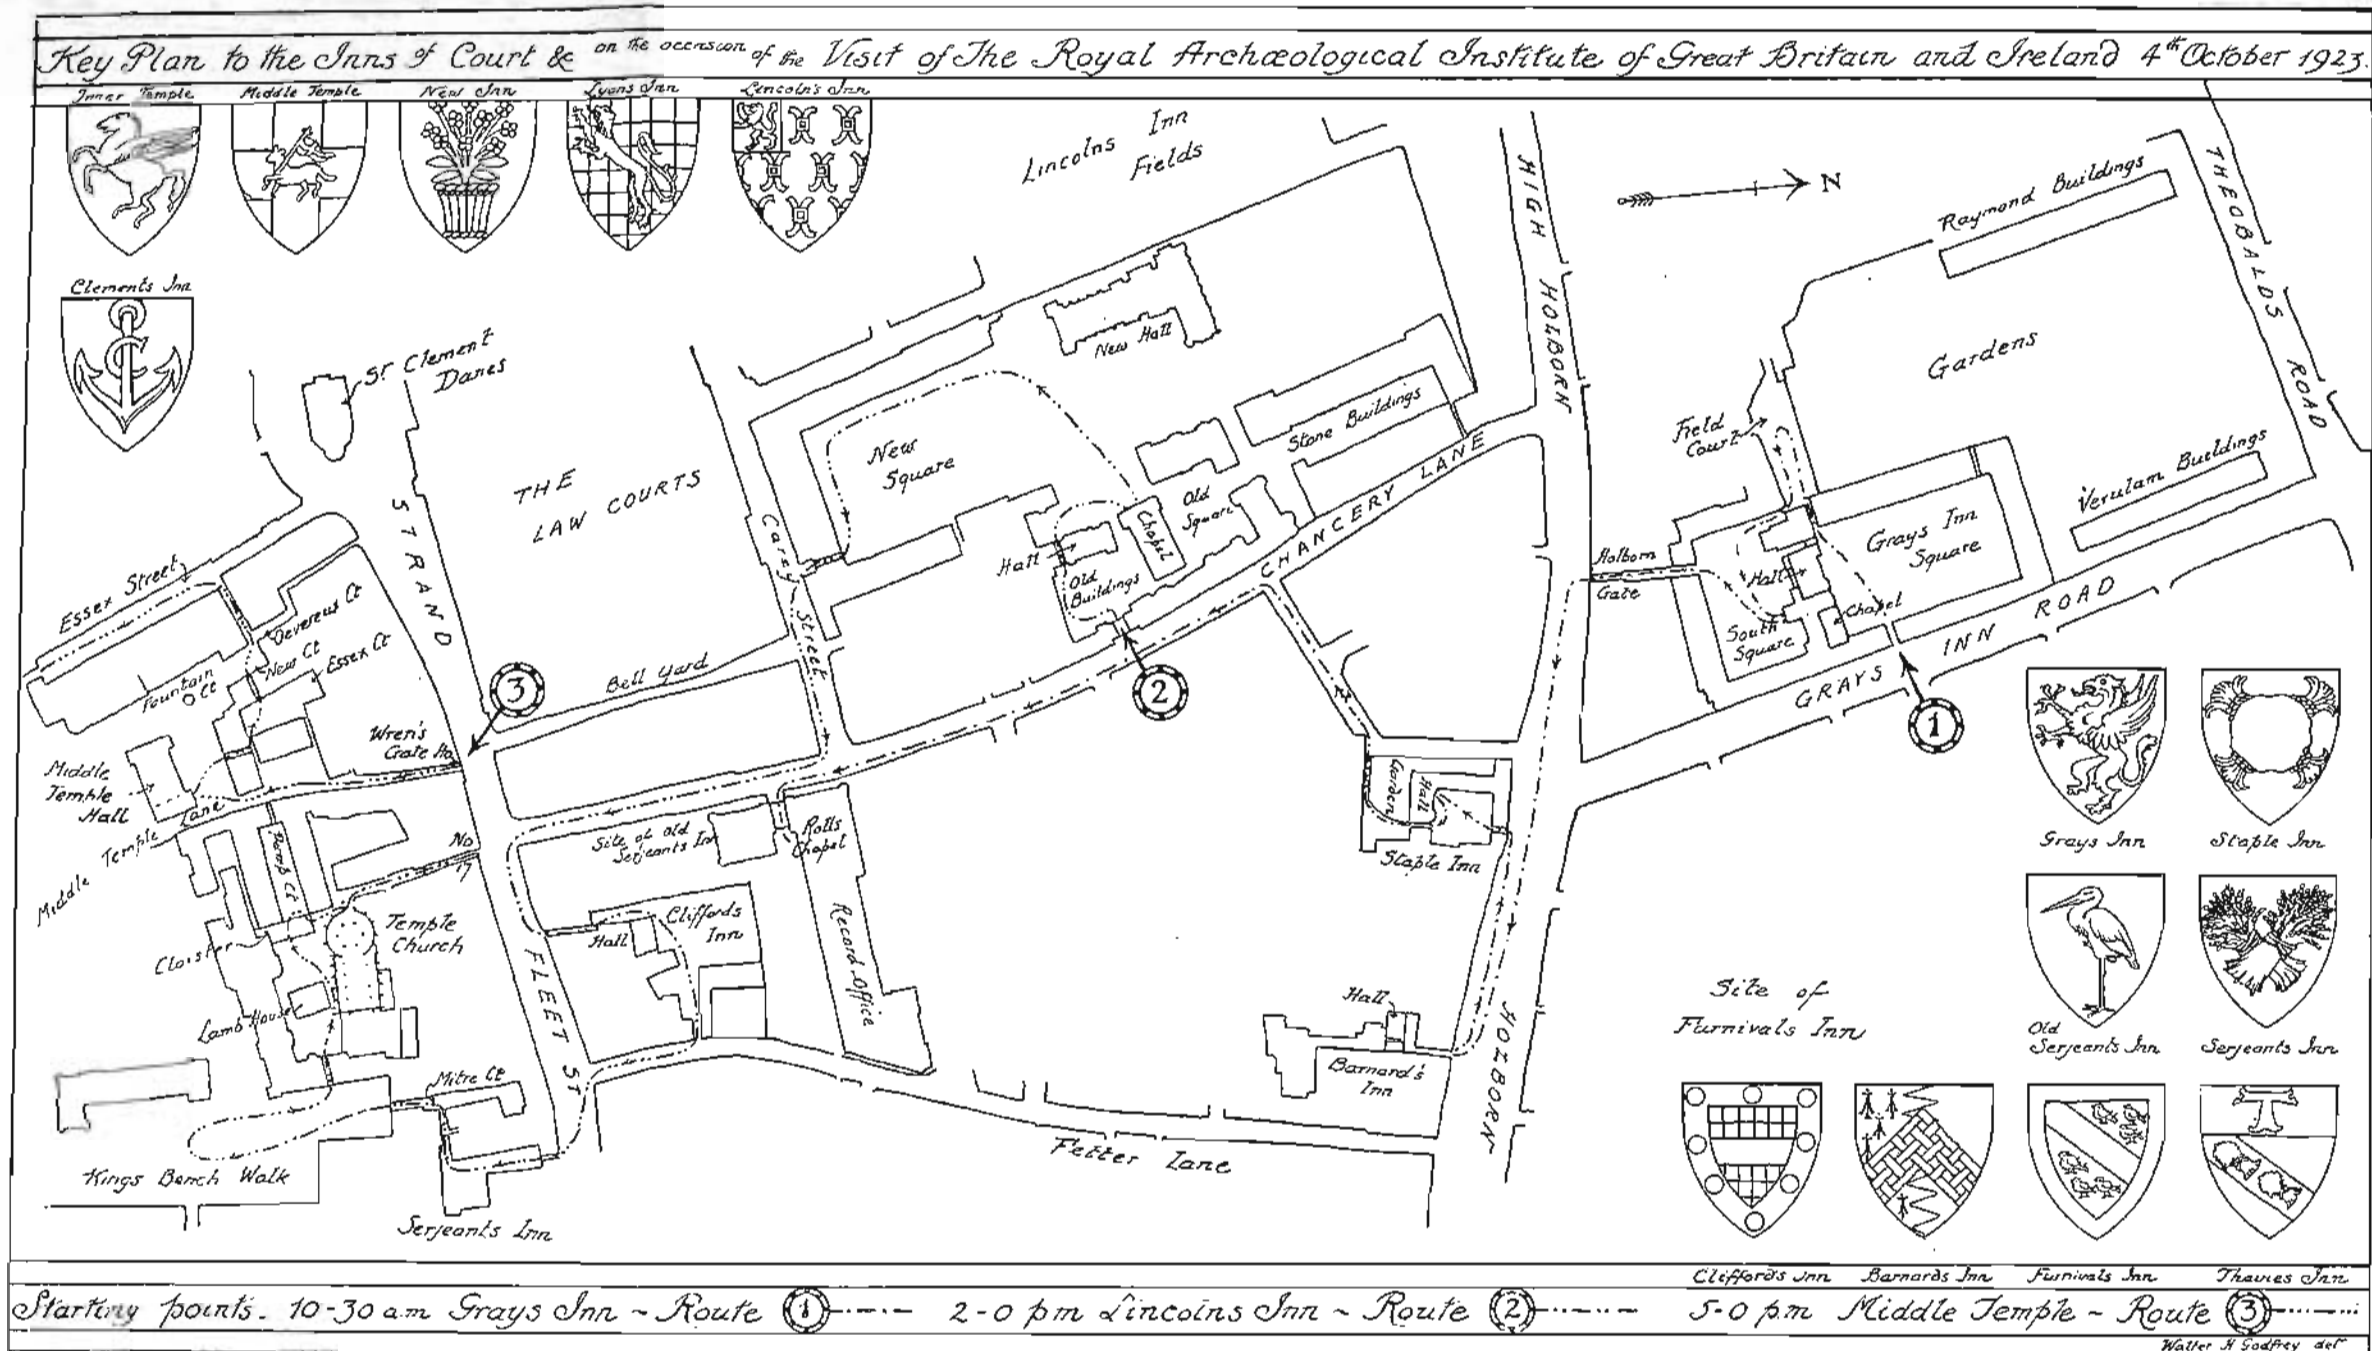 Key Plan to the Inns of Court & on the occasion of the Visit of The Royal Archæological Institute of Great Britain and Ireland 4th October 1923.
Inner Temple
Middle Temple
New Inn
Lyons Inn
Lincoln's Inn
Clements Inn
Lincolns Inn
Fields
N
Raymond Buildings
THEOBALDS ROAD
HIGH HOLBORN
Gardens
St Clement
Danes
New Hall
Stone Buildings
Field
Court
Verulam Buildings
THE
LAW COURTS
STRAND
New
Square
Carey Street
Hall
Chapel
Old
Square
Old
Buildings
CHANCERY LANE
Holborn
Gate
Grays Inn
Square
Hall
Chapel
South
Square
GRAYS INN ROAD
Essex Street
Devereux Ct
New Ct
Essex Ct
Fountain
Ct
Bell Yard
3
2
1
Wren's
Gate Ho
Middle
Temple
Hall
Middle Temple Lane
Pump Ct
No
17
Site of Old
Serjeants Inn
Rolls
Chapel
Garden
Hall
Staple Inn
Cloister
Temple
Church
Lamb House
FLEET ST
Hall
Cliffords
Inn
Record Office
Hall
Barnard's
Inn
HOLBORN
Site of
Furnivals Inn
Mitre Ct
Kings Bench Walk
Serjeants Inn
Fetter Lane
Grays Inn
Staple Inn
Old
Serjeants Inn
Serjeants Inn
Clifford's Inn
Barnards Inn
Furnivals Inn
Thavies Inn
Starting points. 10-30 a.m Grays Inn ~ Route 1 2-0 pm Lincolns Inn ~ Route 2 5-0 p.m Middle Temple ~ Route 3
Walter H Godfrey delt